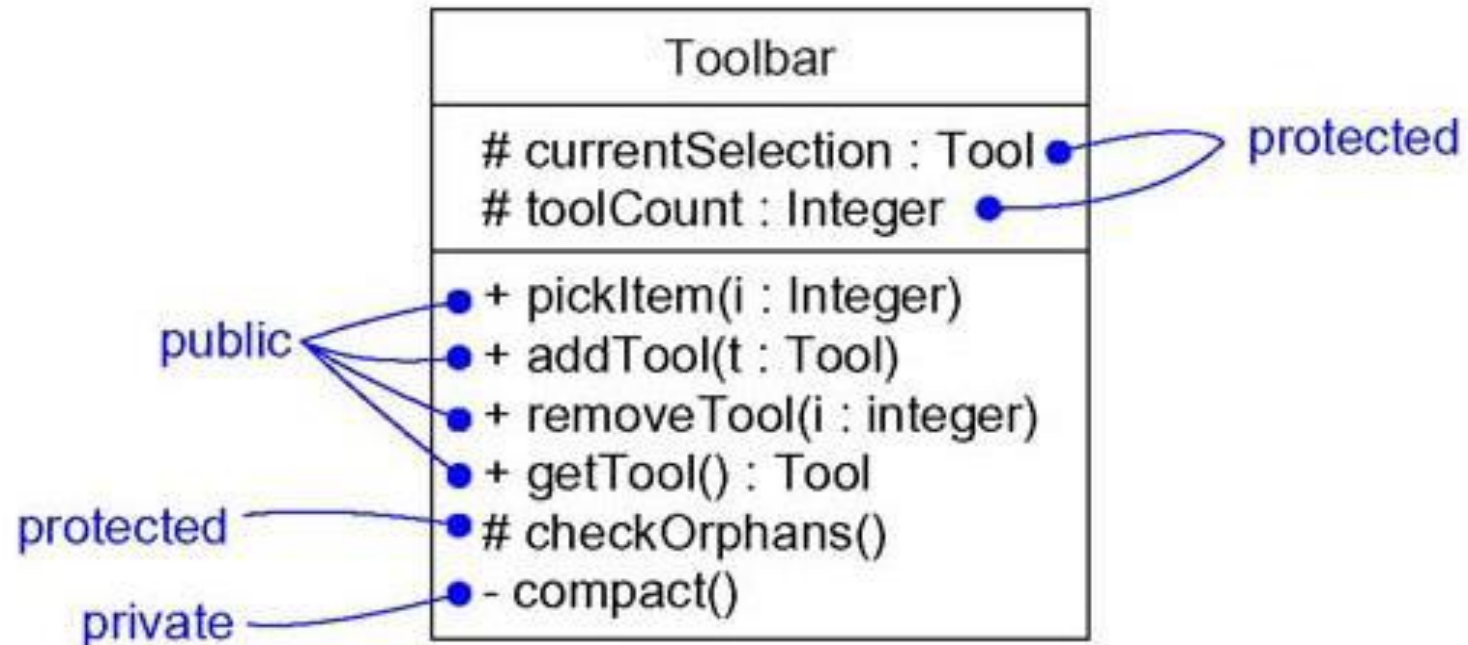 Toolbar
# currentSelection : Tool
protected
# toolCount : Integer
+ pickItem(i : Integer)
public
+ addTool(t : Tool)
+ removeTool(i : integer)
+ getTool() : Tool
protected
# checkOrphans()
- compact()
private